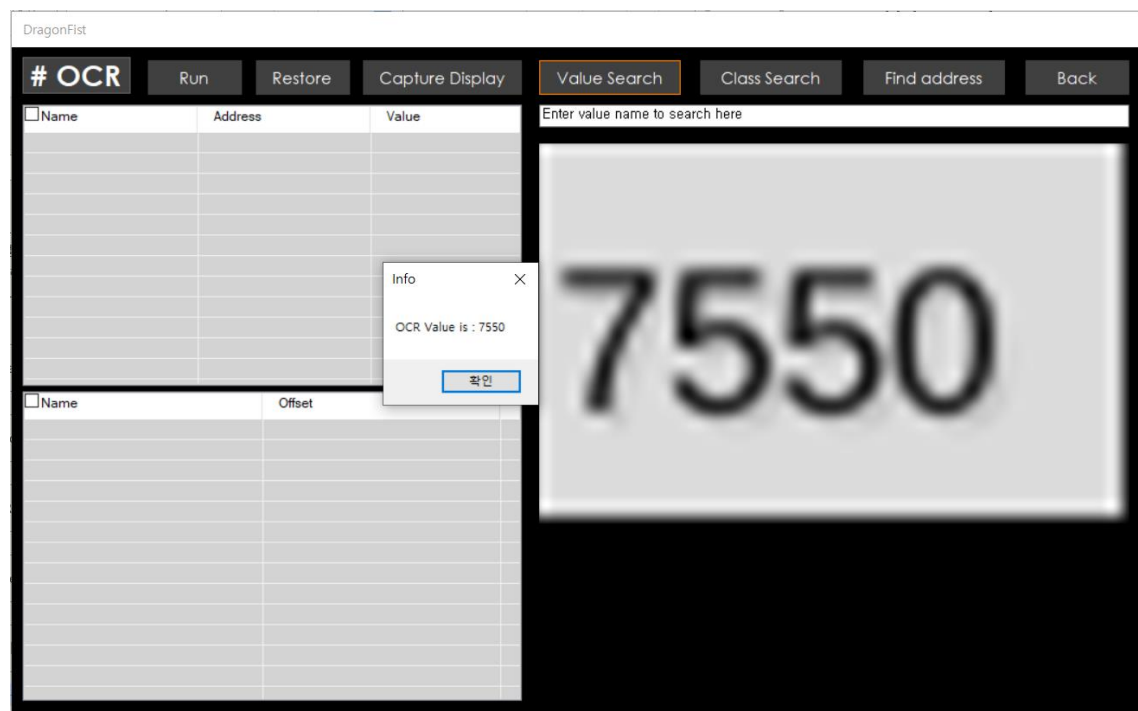 DragonFist
# OCR Run Restore Capture Display Value Search Class Search Find address Back
Name Address Value
Enter value name to search here
Info
OCR Value is : 7550
확인
7550
Name Offset